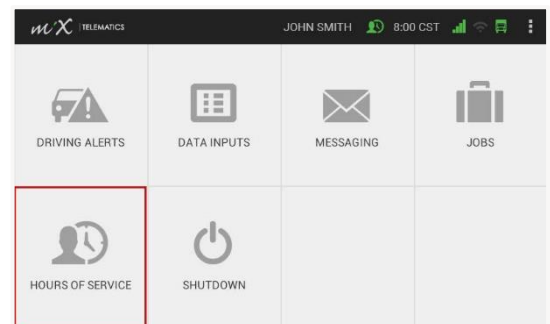 miX TELEMATICS JOHN SMITH 8:00 CST
DRIVING ALERTS DATA INPUTS MESSAGING JOBS
HOURS OF SERVICE SHUTDOWN